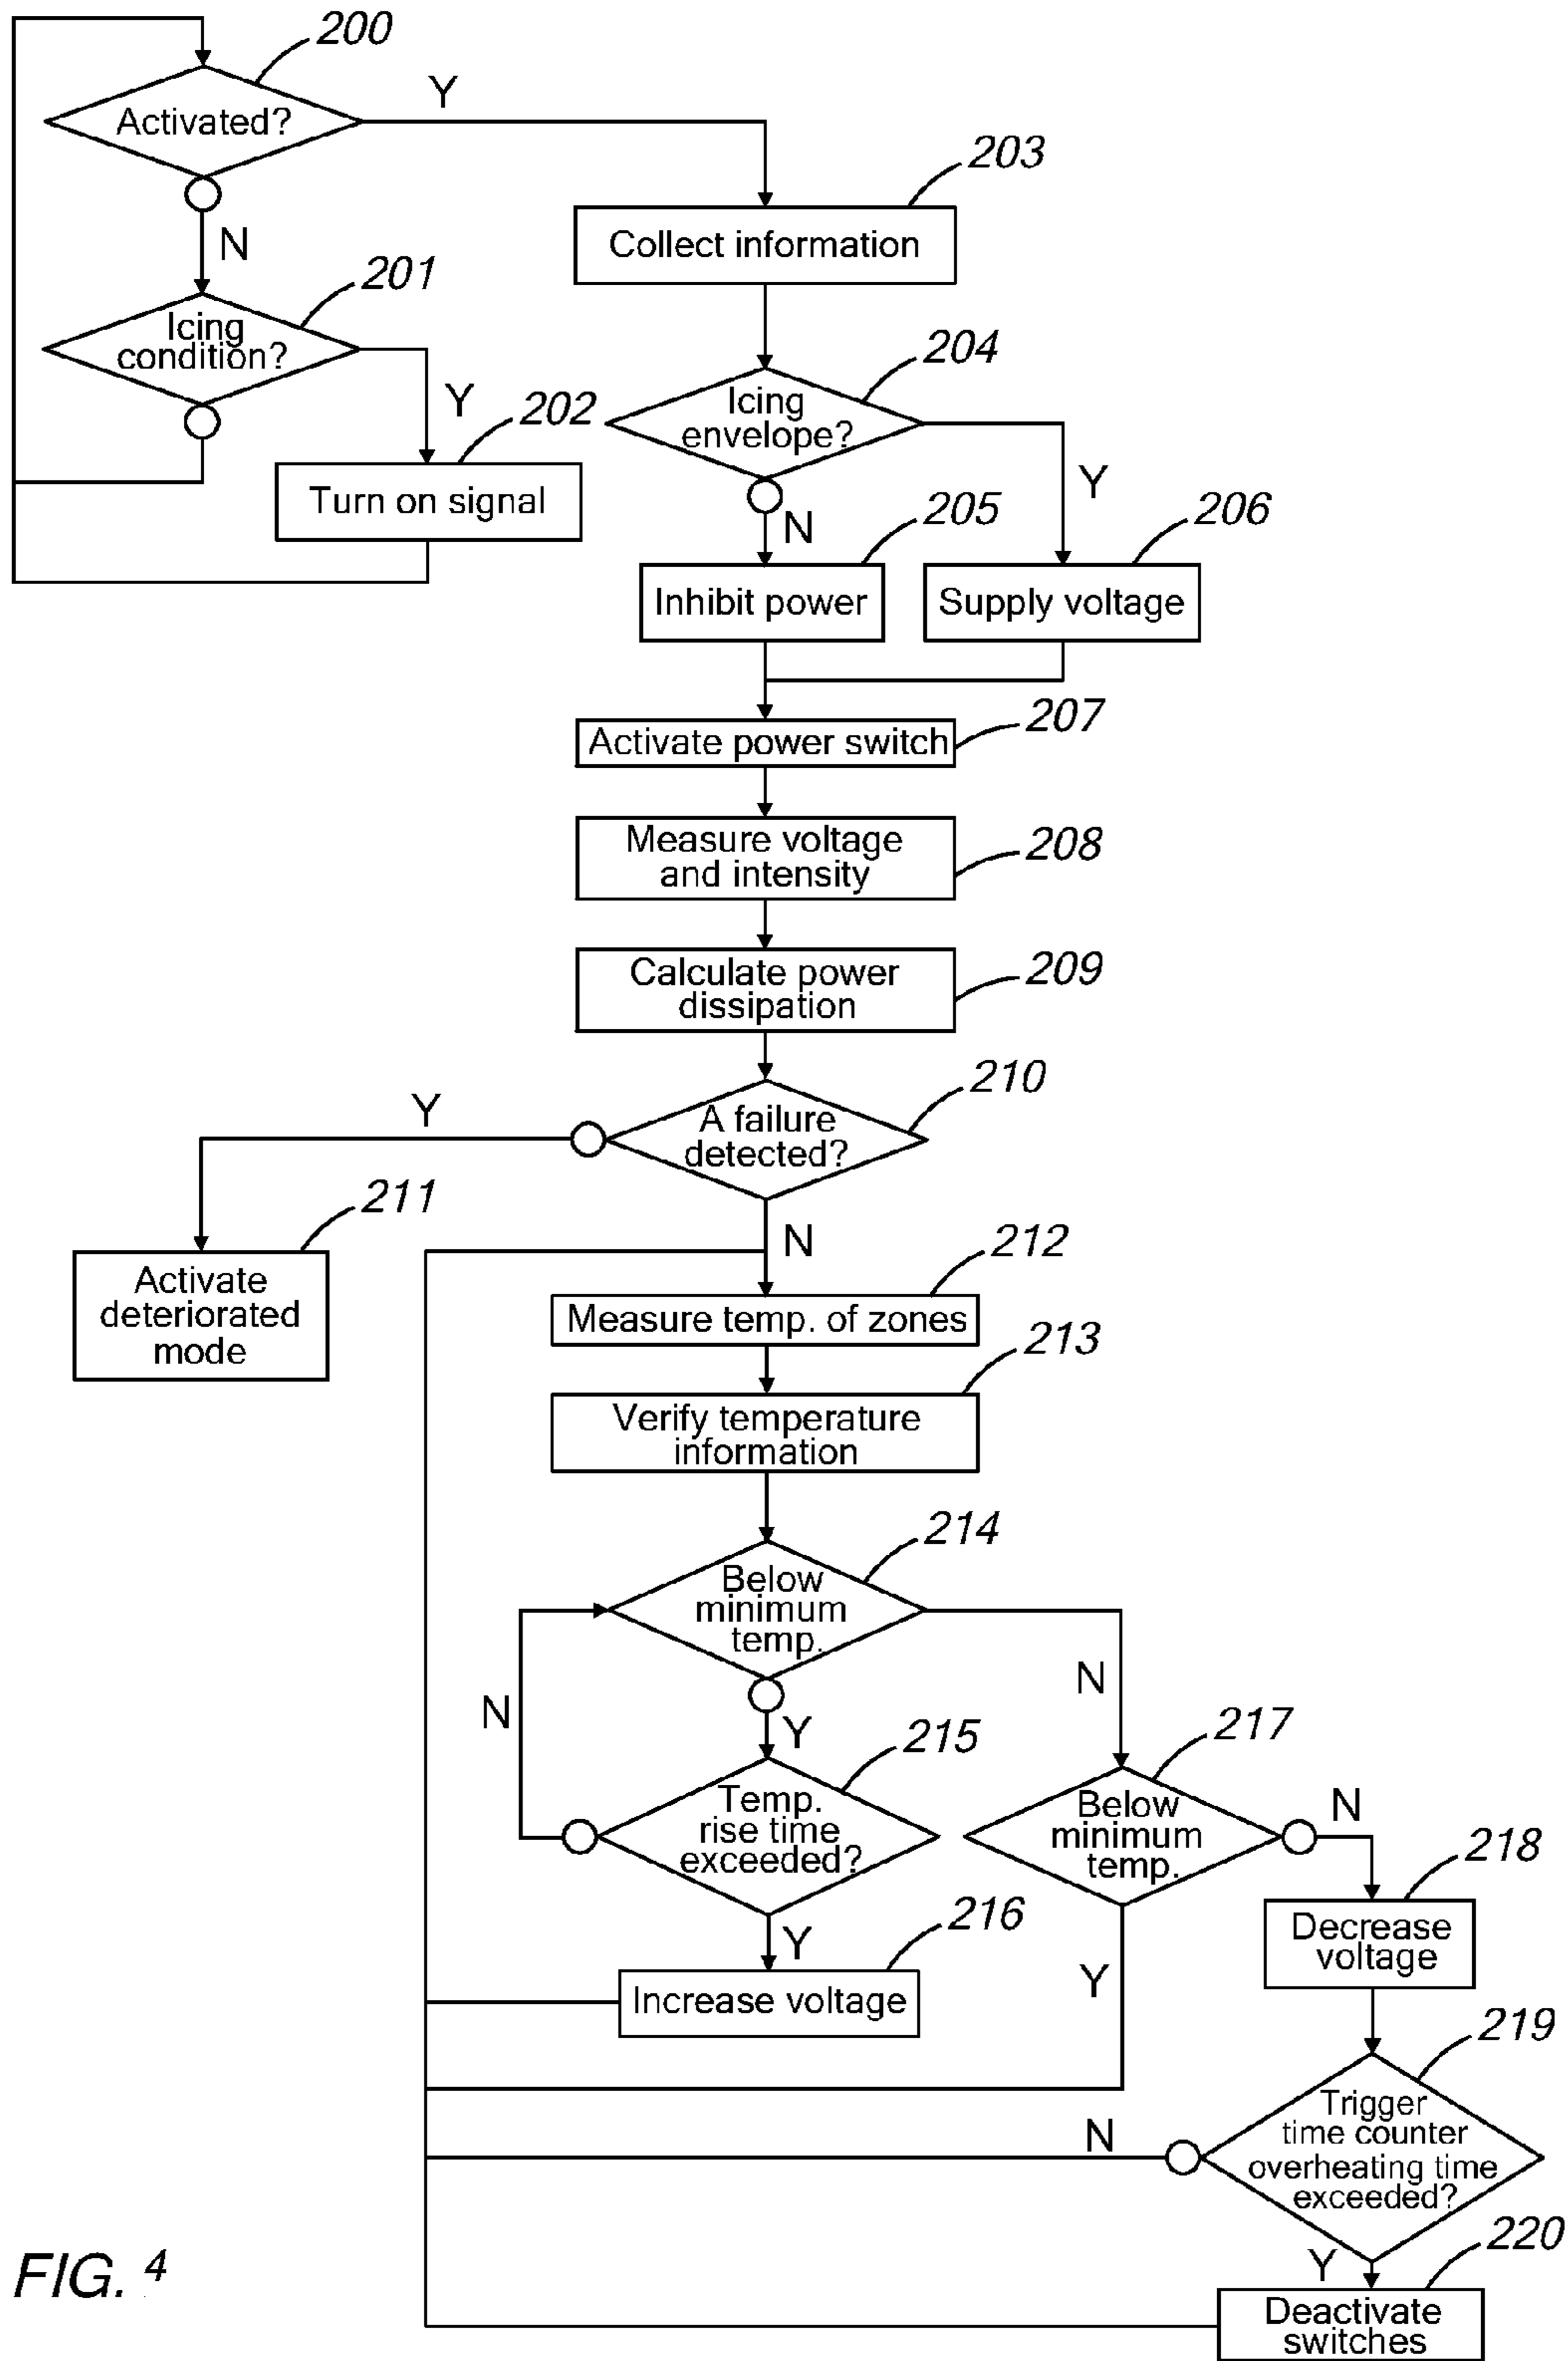 200
Activated?
Y
203
Collect information
N
201
Icing
condition?
204
Icing
envelope?
Y
202
Turn on signal
Y
N
205
206
Inhibit power
Supply voltage
207
Activate power switch
Measure voltage
and intensity
208
Calculate power
dissipation
209
210
Y
A failure
detected?
211
N
212
Activate
deteriorated
mode
Measure temp. of zones
213
Verify temperature
information
214
Below
minimum
temp.
N
N
Y
215
217
Temp.
rise time
exceeded?
Below
minimum
temp.
N
218
Y
216
Decrease
voltage
Y
Increase voltage
219
Trigger
time counter
overheating time
exceeded?
N
220
Y
Deactivate
switches
FIG. 4